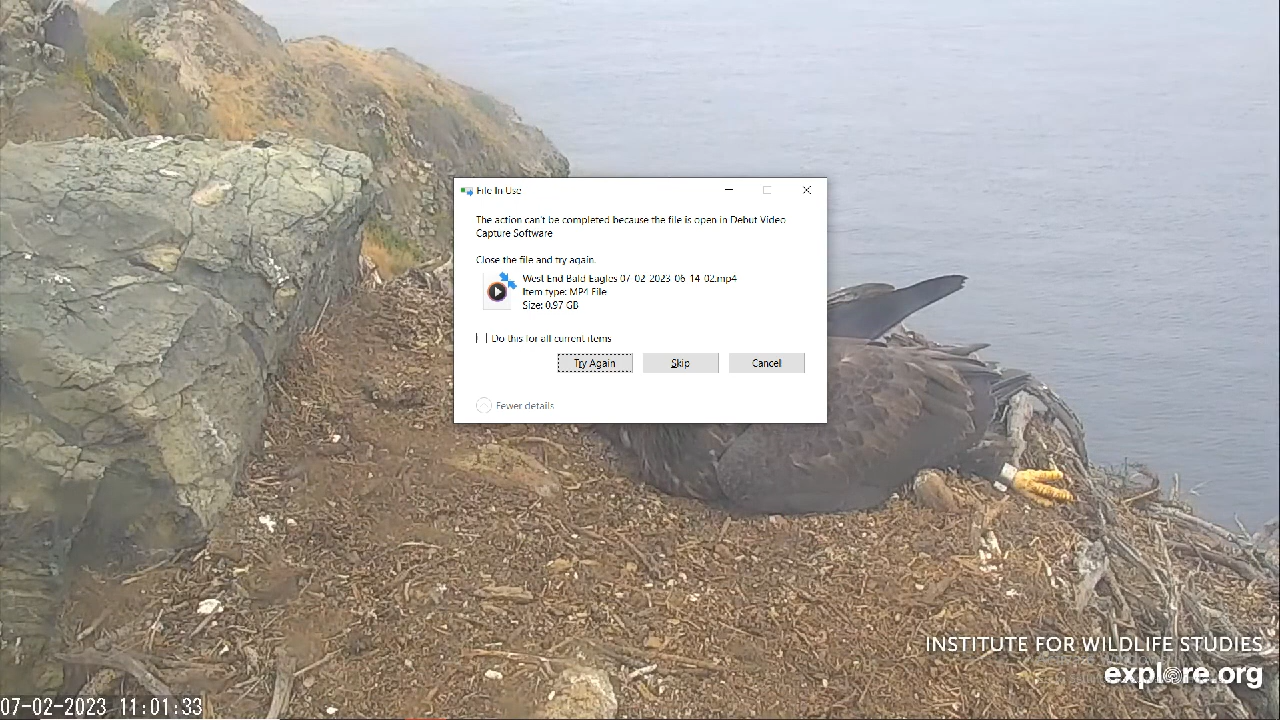 File In Use
The action can't be completed because the file is open in Debut Video
Capture Software
Close the file and try again.
West End Bald Eagles 07-02-2023-06-14-02.mp4
Item type: MP4 File
Size: 0.97 GB
Do this for all current items
Try Again
Skip
Cancel
Fewer details
INSTITUTE FOR WILDLIFE STUDIES
explore.org
07-02-2023 11:01:33